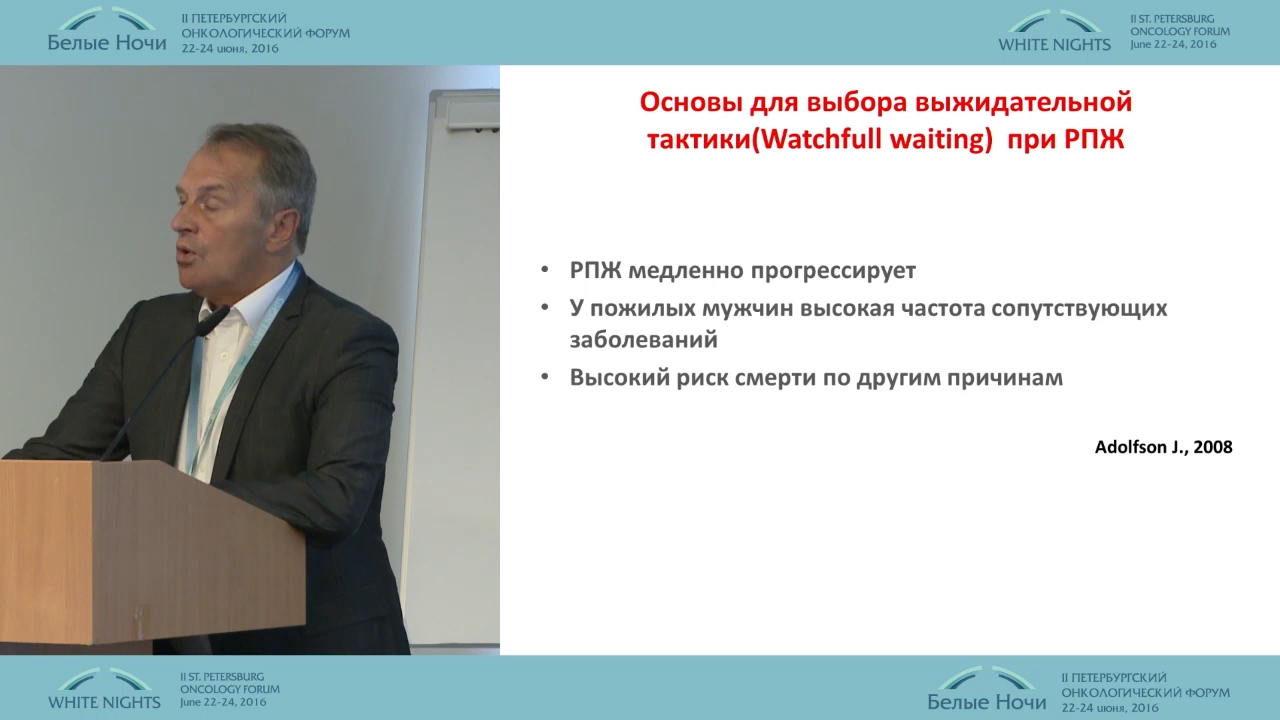 Белые Ночи
II ПЕТЕРБУРГСКИЙ
ОНКОЛОГИЧЕСКИЙ ФОРУМ
22-24 июня, 2016
WHITE NIGHTS
II ST. PETERSBURG
ONCOLOGY FORUM
June 22-24, 2016
Основы для выбора выжидательной
тактики(Watchfull waiting) при РПЖ
• РПЖ медленно прогрессирует
• У пожилых мужчин высокая частота сопутствующих
заболеваний
• Высокий риск смерти по другим причинам
Adolfson J., 2008
WHITE NIGHTS
II ST. PETERSBURG
ONCOLOGY FORUM
June 22-24, 2016
Белые Ночи
II ПЕТЕРБУРГСКИЙ
ОНКОЛОГИЧЕСКИЙ ФОРУМ
22-24 июня, 2016